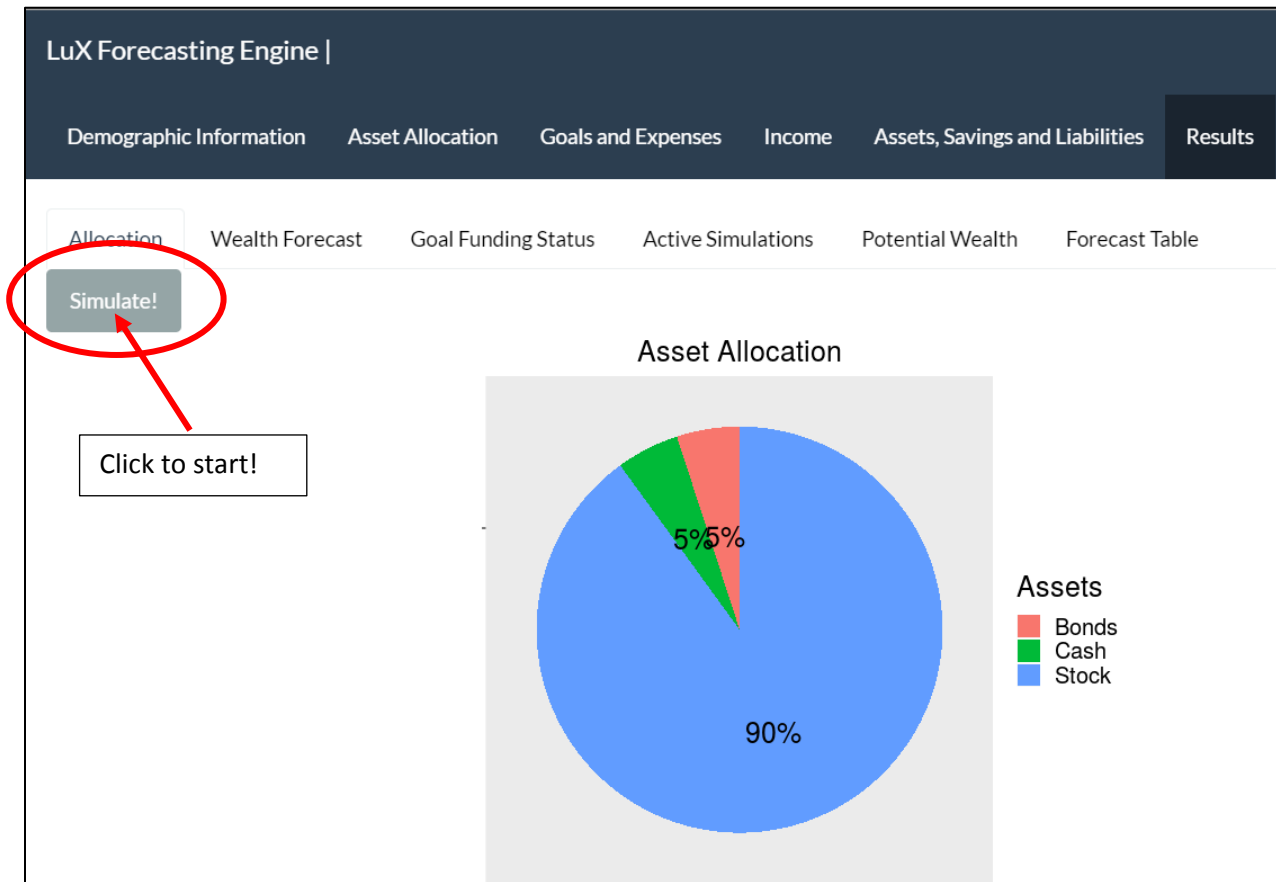 LuX Forecasting Engine |
Demographic Information Asset Allocation Goals and Expenses Income Assets, Savings and Liabilities Results
Allocation Wealth Forecast Goal Funding Status Active Simulations Potential Wealth Forecast Table
Simulate!
Click to start!
Asset Allocation
5% 5%
90%
Assets
Bonds
Cash
Stock